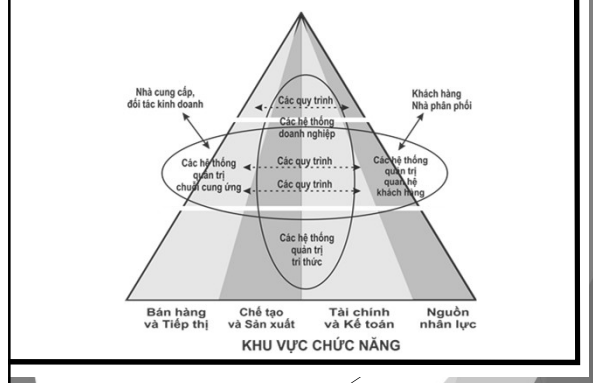 Các quy trình
Nhà cung cấp,
đối tác kinh doanh
Khách hàng
Nhà phân phối
Các hệ thống
doanh nghiệp
Các hệ thống
quản trị
chuỗi cung ứng
Các quy trình
Các quy trình
Các hệ thống
quản trị
quan hệ
khách hàng
Các hệ thống
quản trị
tri thức
Bán hàng
và Tiếp thị
Chế tạo
và Sản xuất
Tài chính
và Kế toán
Nguồn
nhân lực
KHU VỰC CHỨC NĂNG